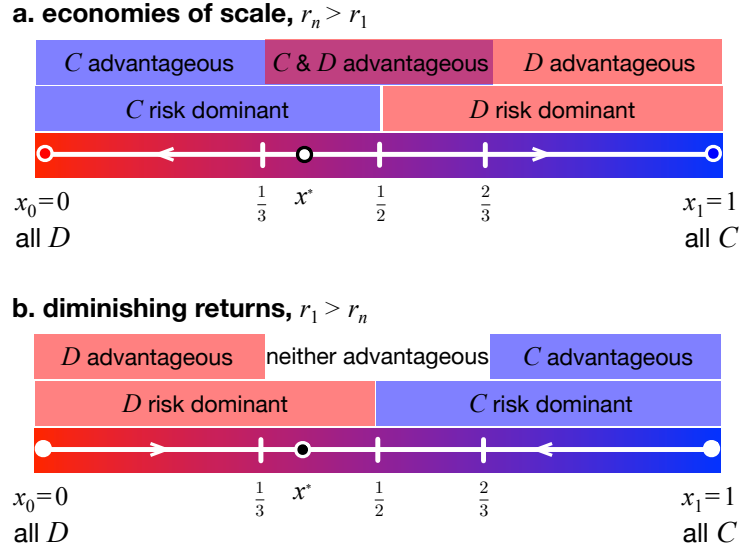 a. economies of scale, rₙ > r₁
C advantageous C & D advantageous D advantageous
C risk dominant D risk dominant
1/3 x* 1/2 2/3
x₀=0 x₁=1
all D all C
b. diminishing returns, r₁ > rₙ
D advantageous neither advantageous C advantageous
D risk dominant C risk dominant
1/3 x* 1/2 2/3
x₀=0 x₁=1
all D all C